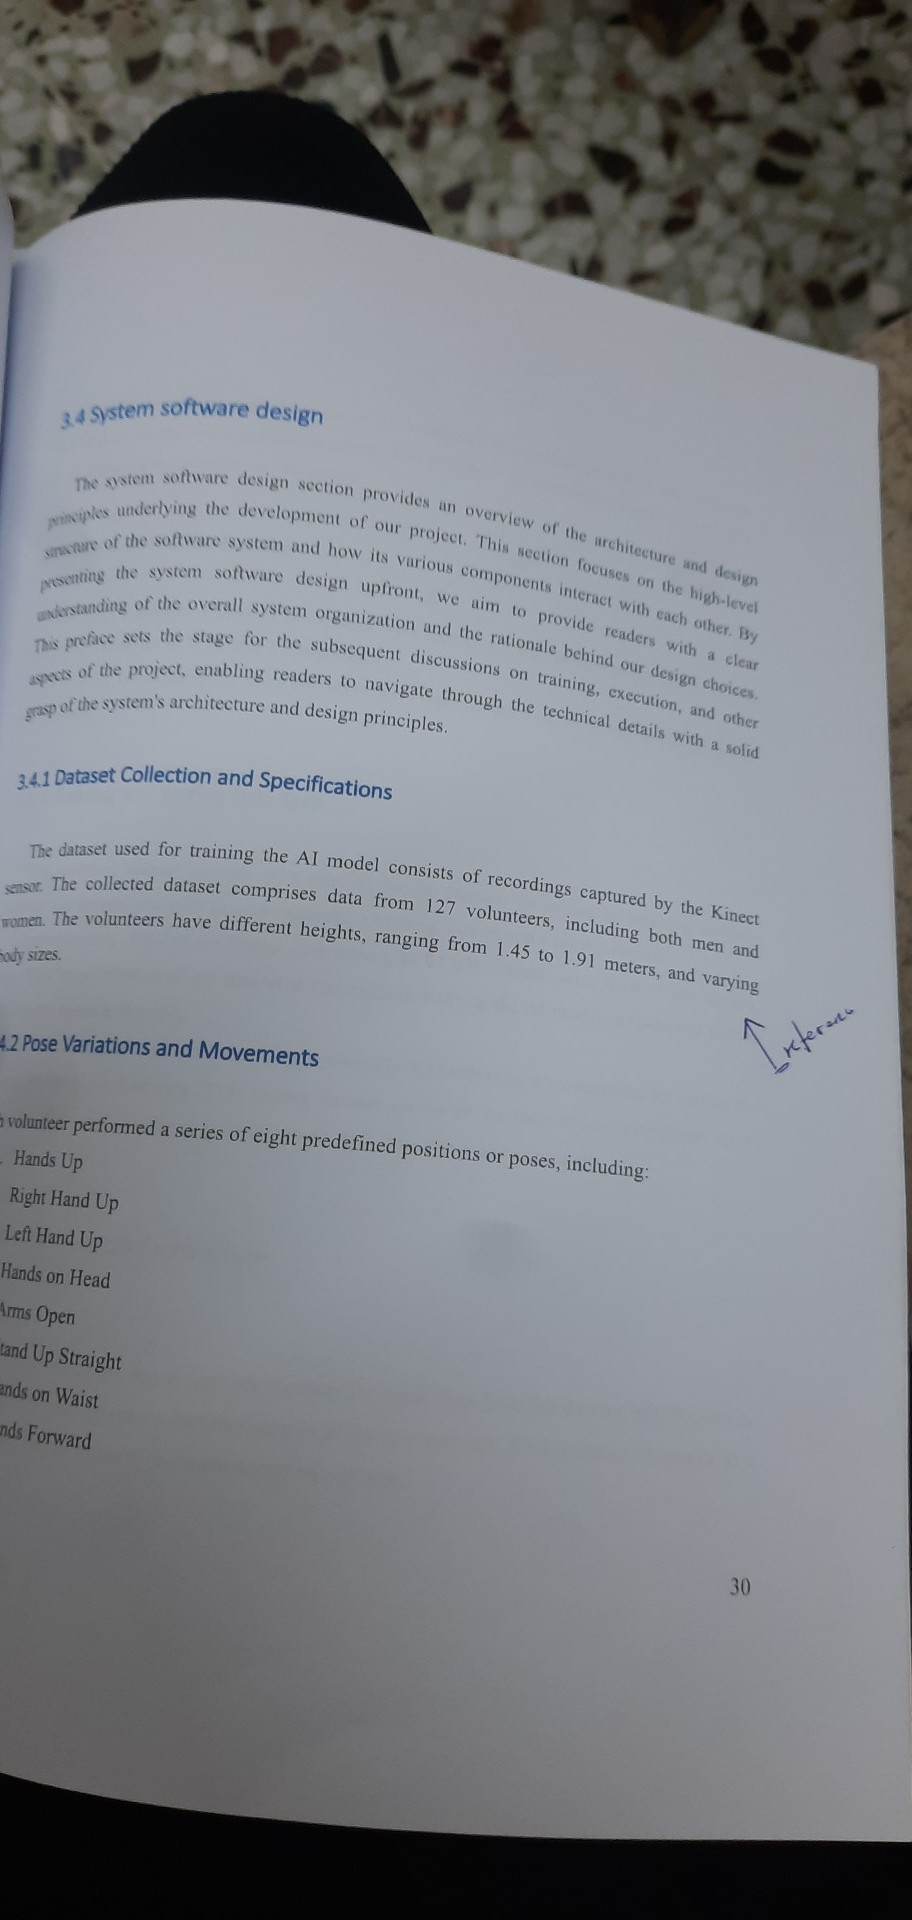 3.4 System software design
The system software design section provides an overview of the architecture and design
principles underlying the development of our project. This section focuses on the high-level
structure of the software system and how its various components interact with each other. By
presenting the system software design upfront, we aim to provide readers with a clear
understanding of the overall system organization and the rationale behind our design choices.
This preface sets the stage for the subsequent discussions on training, execution, and other
aspects of the project, enabling readers to navigate through the technical details with a solid
grasp of the system's architecture and design principles.
3.4.1 Dataset Collection and Specifications
The dataset used for training the AI model consists of recordings captured by the Kinect
sensor. The collected dataset comprises data from 127 volunteers, including both men and
women. The volunteers have different heights, ranging from 1.45 to 1.91 meters, and varying
body sizes.
reference
4.2 Pose Variations and Movements
volunteer performed a series of eight predefined positions or poses, including:
Hands Up
Right Hand Up
Left Hand Up
Hands on Head
Arms Open
tand Up Straight
ands on Waist
nds Forward
30